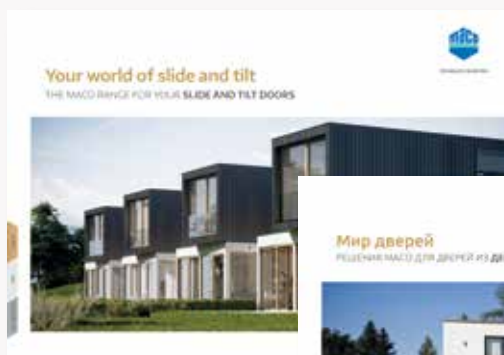 maco
Your world of slide and tilt
THE MACO RANGE FOR YOUR SLIDE AND TILT DOORS
Мир дверей
РЕШЕНИЯ MACO ДЛЯ ДВЕРЕЙ ИЗ